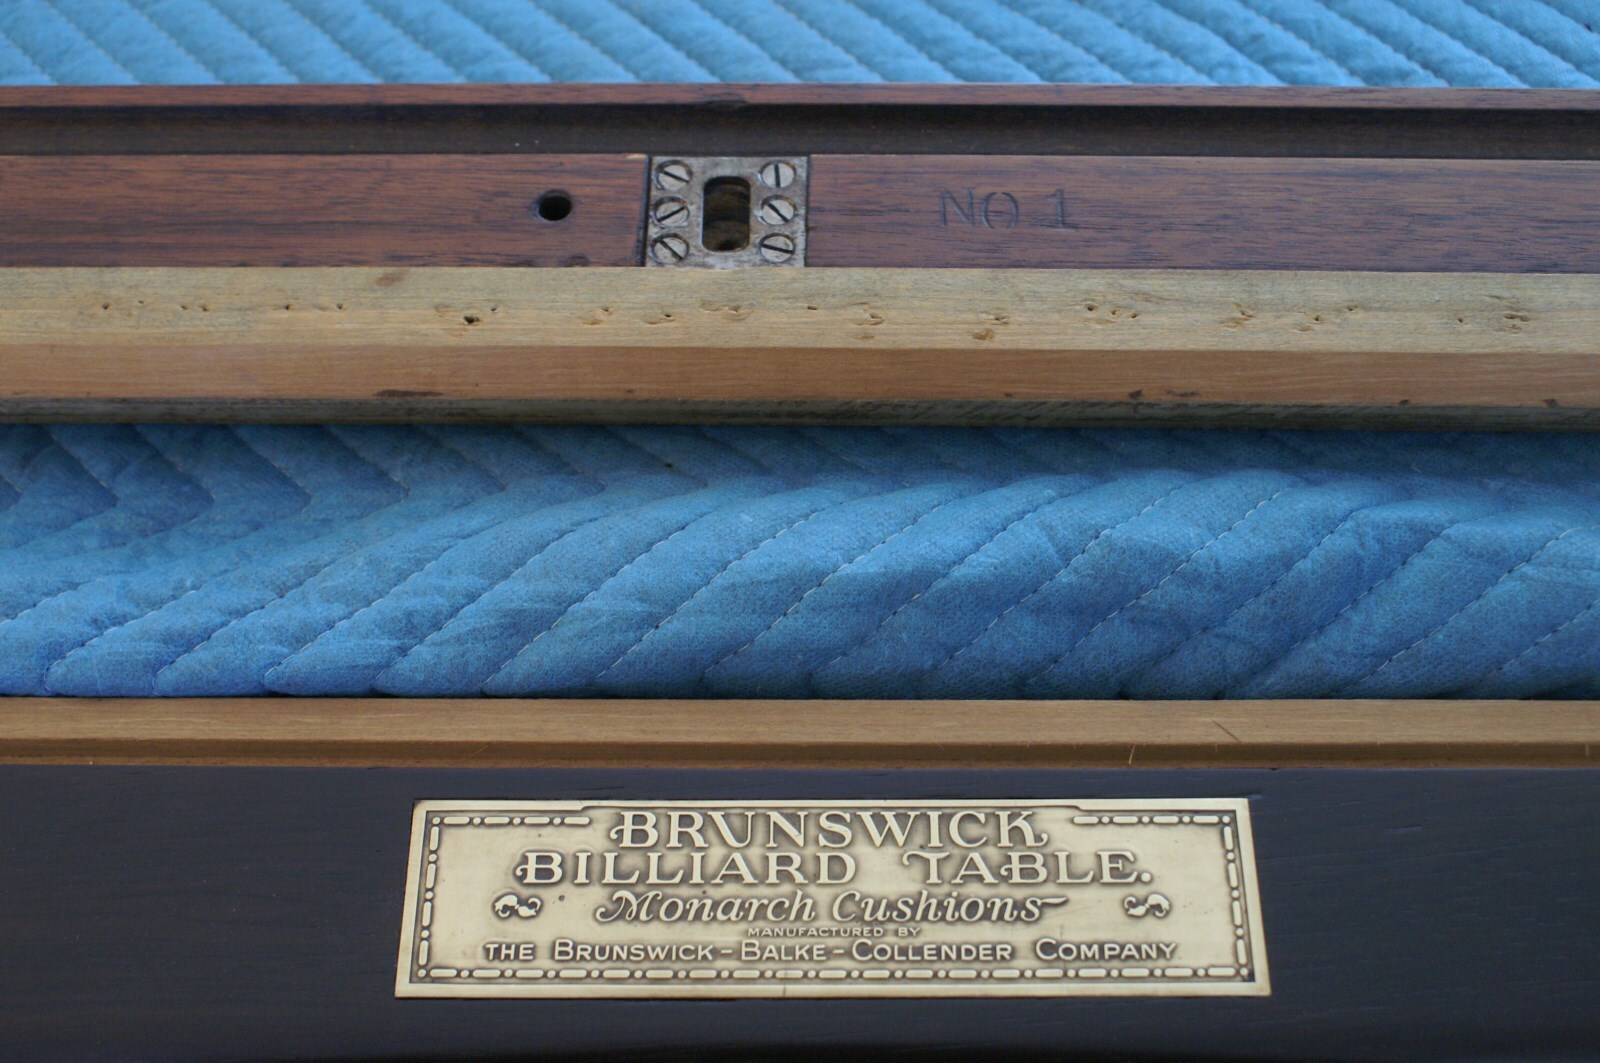 NO 1
BRUNSWICK
BILLIARD TABLE.
Monarch Cushions
MANUFACTURED BY
THE BRUNSWICK-BALKE-COLLENDER COMPANY